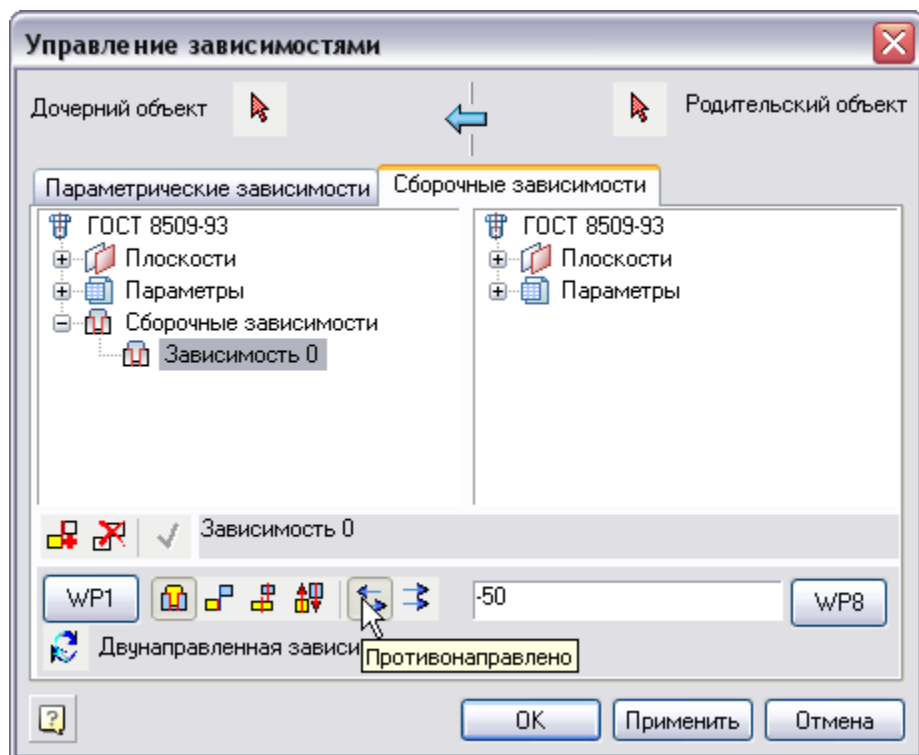 Управление зависимостями
Дочерний объект
Родительский объект
Параметрические зависимости
Сборочные зависимости
ГОСТ 8509-93
Плоскости
Параметры
Сборочные зависимости
Зависимость 0
ГОСТ 8509-93
Плоскости
Параметры
Зависимость 0
WP1
-50
WP8
Двунаправленная зависи
Противонаправлено
?
OK
Применить
Отмена